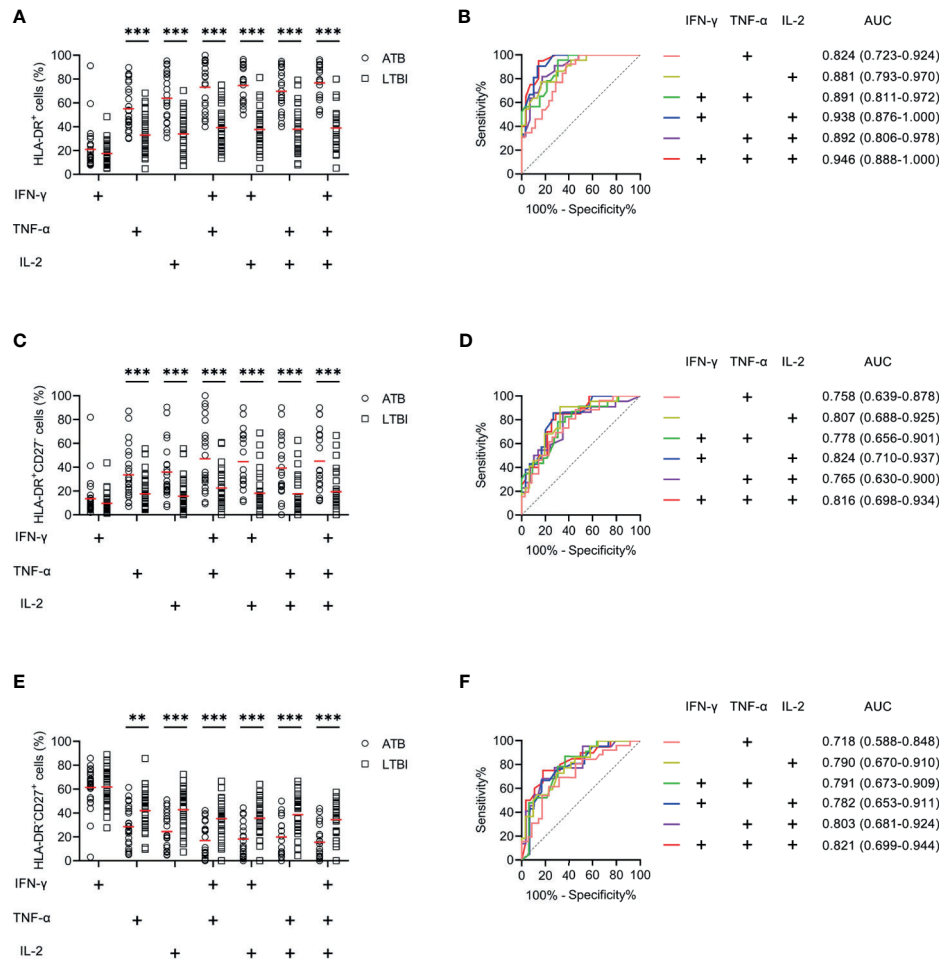 A
*** *** *** *** *** ***
HLA-DR+ cells (%)
100
80
60
40
20
0
ATB
LTBI
IFN-γ + + + +
TNF-α + + + +
IL-2 + + + +
B
IFN-γ TNF-α IL-2 AUC
Sensitivity%
100
80
60
40
20
0
0 20 40 60 80 100
100% - Specificity%
+ 0.824 (0.723-0.924)
+ 0.881 (0.793-0.970)
+ + 0.891 (0.811-0.972)
+ + 0.938 (0.876-1.000)
+ + 0.892 (0.806-0.978)
+ + + 0.946 (0.888-1.000)
C
*** *** *** *** *** ***
HLA-DR+CD27- cells (%)
100
80
60
40
20
0
ATB
LTBI
IFN-γ + + + +
TNF-α + + + +
IL-2 + + + +
D
IFN-γ TNF-α IL-2 AUC
Sensitivity%
100
80
60
40
20
0
0 20 40 60 80 100
100% - Specificity%
+ 0.758 (0.639-0.878)
+ 0.807 (0.688-0.925)
+ + 0.778 (0.656-0.901)
+ + 0.824 (0.710-0.937)
+ + 0.765 (0.630-0.900)
+ + + 0.816 (0.698-0.934)
E
** *** *** *** *** ***
HLA-DR-CD27+ cells (%)
100
80
60
40
20
0
ATB
LTBI
IFN-γ + + + +
TNF-α + + + +
IL-2 + + + +
F
IFN-γ TNF-α IL-2 AUC
Sensitivity%
100
80
60
40
20
0
0 20 40 60 80 100
100% - Specificity%
+ 0.718 (0.588-0.848)
+ 0.790 (0.670-0.910)
+ + 0.791 (0.673-0.909)
+ + 0.782 (0.653-0.911)
+ + 0.803 (0.681-0.924)
+ + + 0.821 (0.699-0.944)